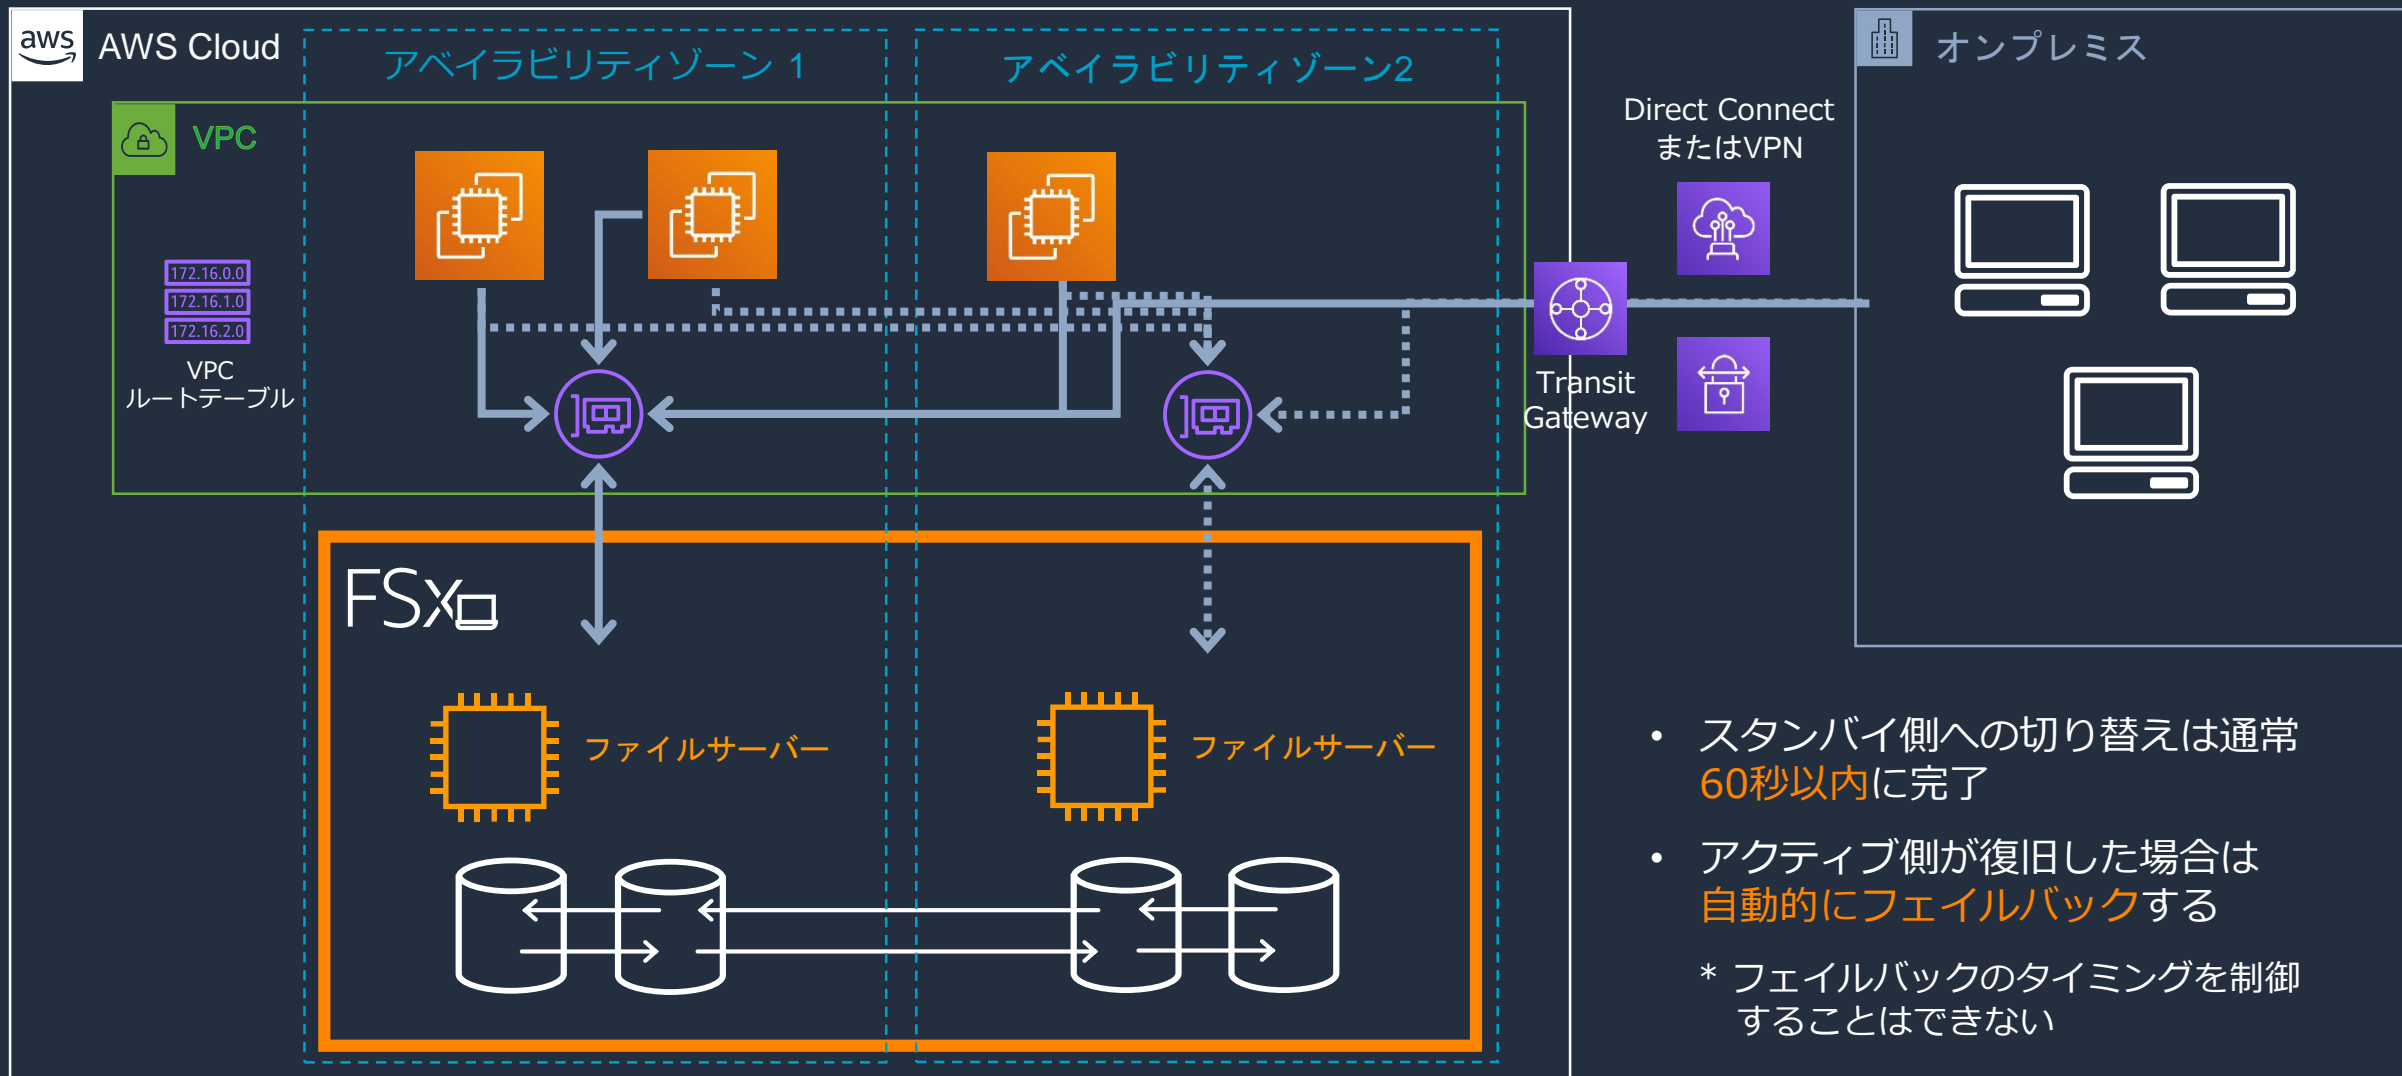 aws
AWS Cloud
アベイラビリティゾーン 1
アベイラビリティゾーン2
オンプレミス
VPC
Direct Connect
またはVPN
172.16.0.0
172.16.1.0
172.16.2.0
VPC
ルートテーブル
Transit
Gateway
FSx
ファイルサーバー
ファイルサーバー
• スタンバイ側への切り替えは通常
60秒以内に完了
• アクティブ側が復旧した場合は
自動的にフェイルバックする
* フェイルバックのタイミングを制御
することはできない